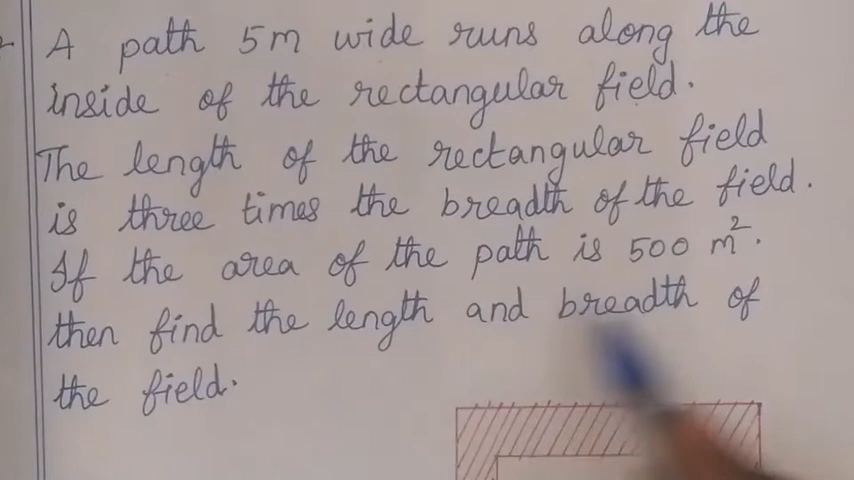 A path 5m wide runs along the
inside of the rectangular field.
The length of the rectangular field
is three times the breadth of the field.
If the area of the path is 500 m².
then find the length and breadth of
the field.